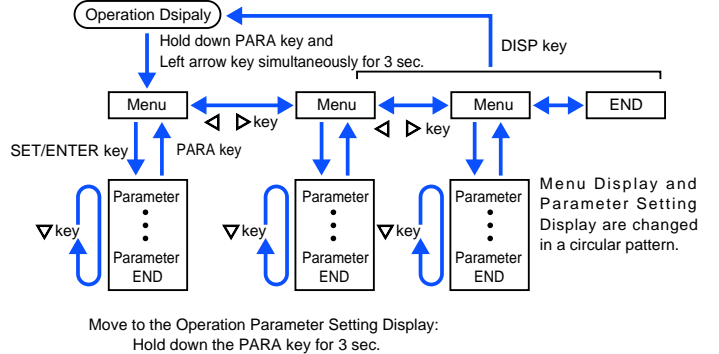 Operation Dsipaly
Hold down PARA key and
Left arrow key simultaneously for 3 sec.
DISP key
Menu
Menu
Menu
END
key
key
SET/ENTER key
PARA key
Parameter
Parameter
END
key
Parameter
Parameter
END
key
Parameter
Parameter
END
key
Menu Display and
Parameter Setting
Display are changed
in a circular pattern.
Move to the Operation Parameter Setting Display:
Hold down the PARA key for 3 sec.